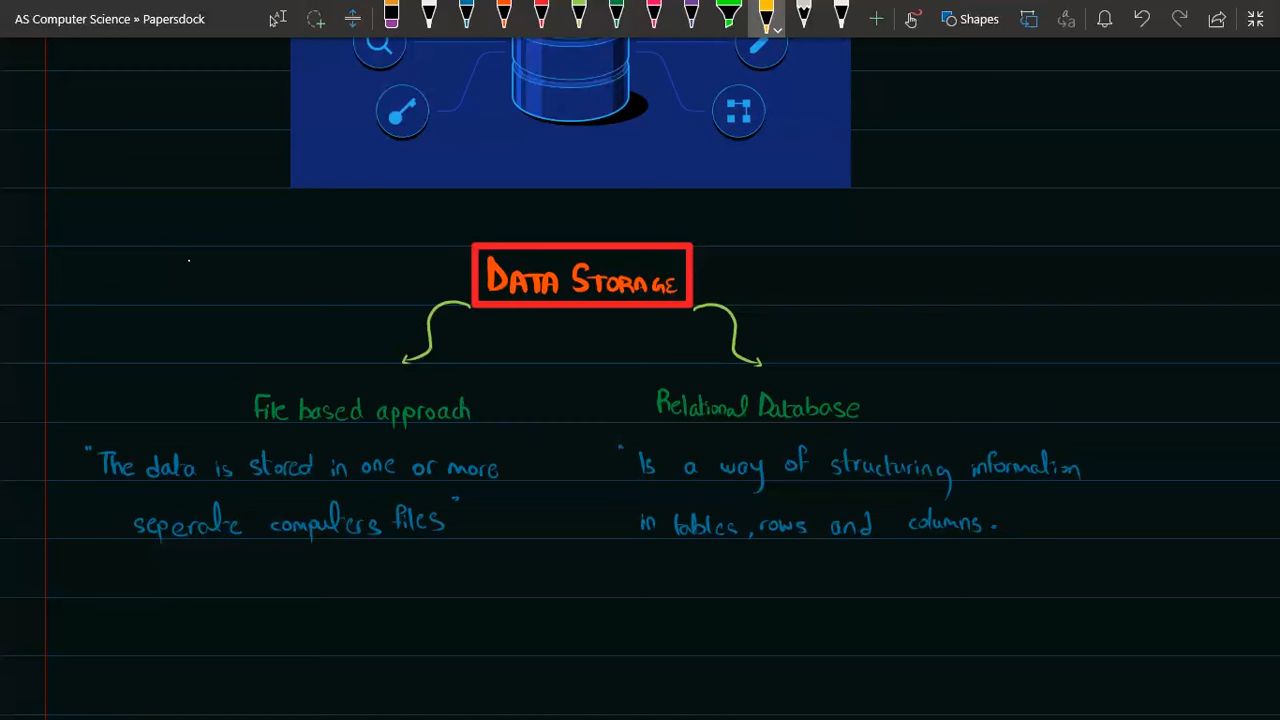 AS Computer Science » Papersdock
Shapes
DATA STORAGE
File based approach
Relational Database
"The data is stored in one or more
seperate computers files"
"Is a way of structuring information
in tables, rows and columns.